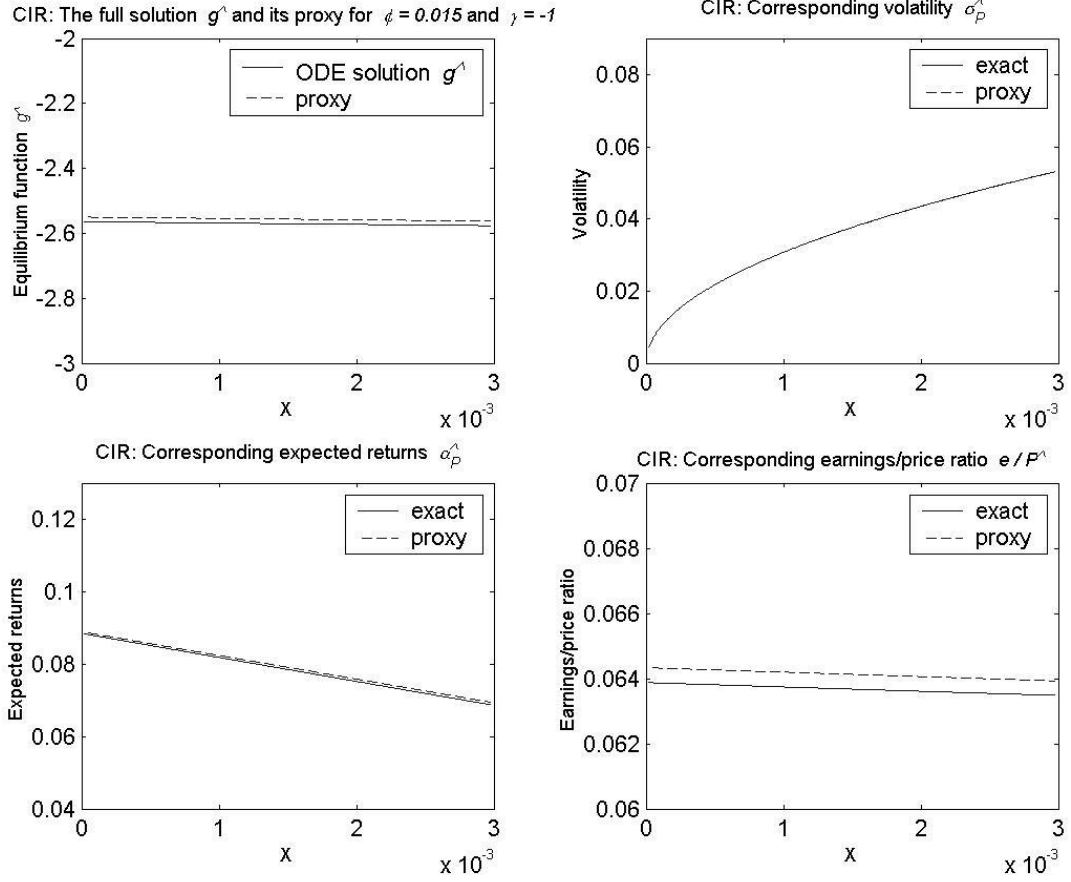 CIR: The full solution g^ and its proxy for ϕ = 0.015 and γ = -1
-2
-2.2
-2.4
-2.6
-2.8
-3
Equilibrium function g^
ODE solution g^
proxy
0 1 2 3
x
x 10^-3
CIR: Corresponding volatility σ^_P
0.08
0.06
0.04
0.02
0
Volatility
exact
proxy
0 1 2 3
x
x 10^-3
CIR: Corresponding expected returns α^_P
0.12
0.1
0.08
0.06
0.04
Expected returns
exact
proxy
0 1 2 3
x
x 10^-3
CIR: Corresponding earnings/price ratio e / P^
0.07
0.068
0.066
0.064
0.062
0.06
Earnings/price ratio
exact
proxy
0 1 2 3
x
x 10^-3